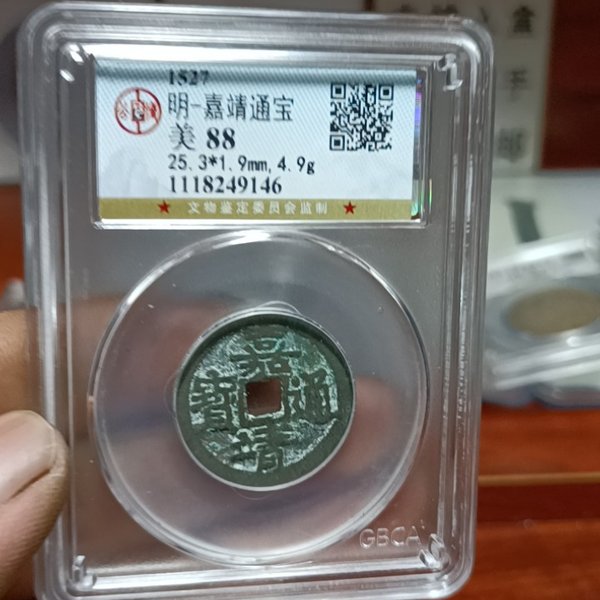 1527
明-嘉靖通宝
美 88
25.3*1.9mm, 4.9g
1118249146
★ 文物鉴定委员会监制 ★
嘉
寳 通
靖
GBCA